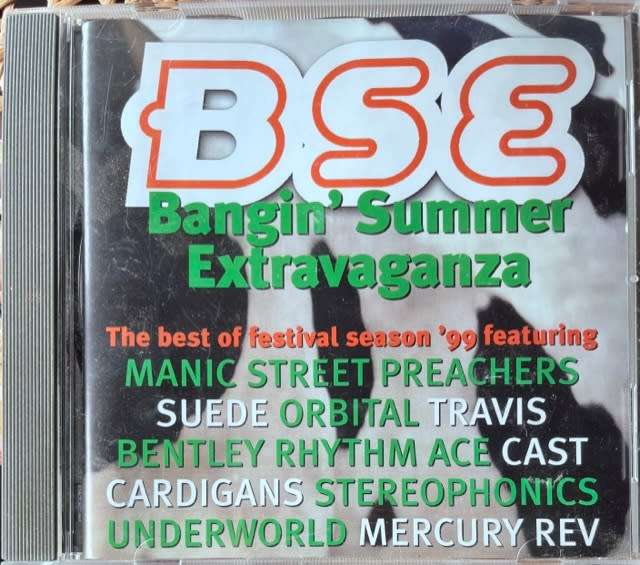 BSE
Bangin' Summer
Extravaganza
The best of festival season '99 featuring
MANIC STREET PREACHERS
SUEDE ORBITAL TRAVIS
BENTLEY RHYTHM ACE CAST
CARDIGANS STEREOPHONICS
UNDERWORLD MERCURY REV